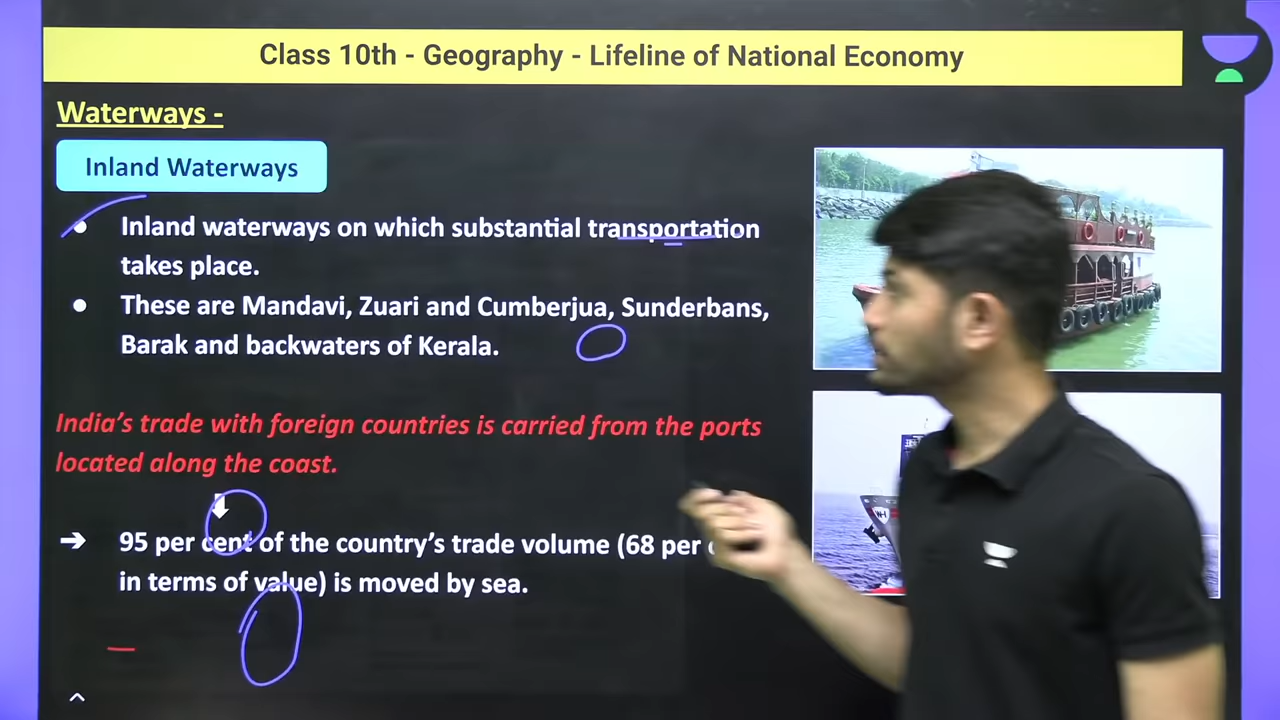 Class 10th - Geography - Lifeline of National Economy
Waterways -
Inland Waterways
Inland waterways on which substantial transportation
takes place.
These are Mandavi, Zuari and Cumberjua, Sunderbans,
Barak and backwaters of Kerala.
India's trade with foreign countries is carried from the ports
located along the coast.
➔ 95 per cent of the country's trade volume (68 per
in terms of value) is moved by sea.